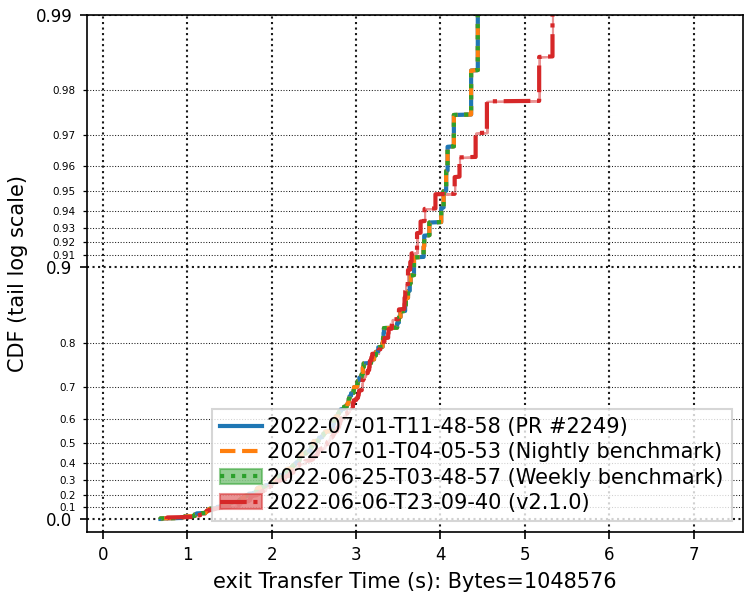 0.99
0.98
0.97
0.96
0.95
0.94
0.93
0.92
0.91
0.9
0.8
0.7
0.6
0.5
0.4
0.3
0.2
0.1
0.0
CDF (tail log scale)
2022-07-01-T11-48-58 (PR #2249)
2022-07-01-T04-05-53 (Nightly benchmark)
2022-06-25-T03-48-57 (Weekly benchmark)
2022-06-06-T23-09-40 (v2.1.0)
0 1 2 3 4 5 6 7
exit Transfer Time (s): Bytes=1048576